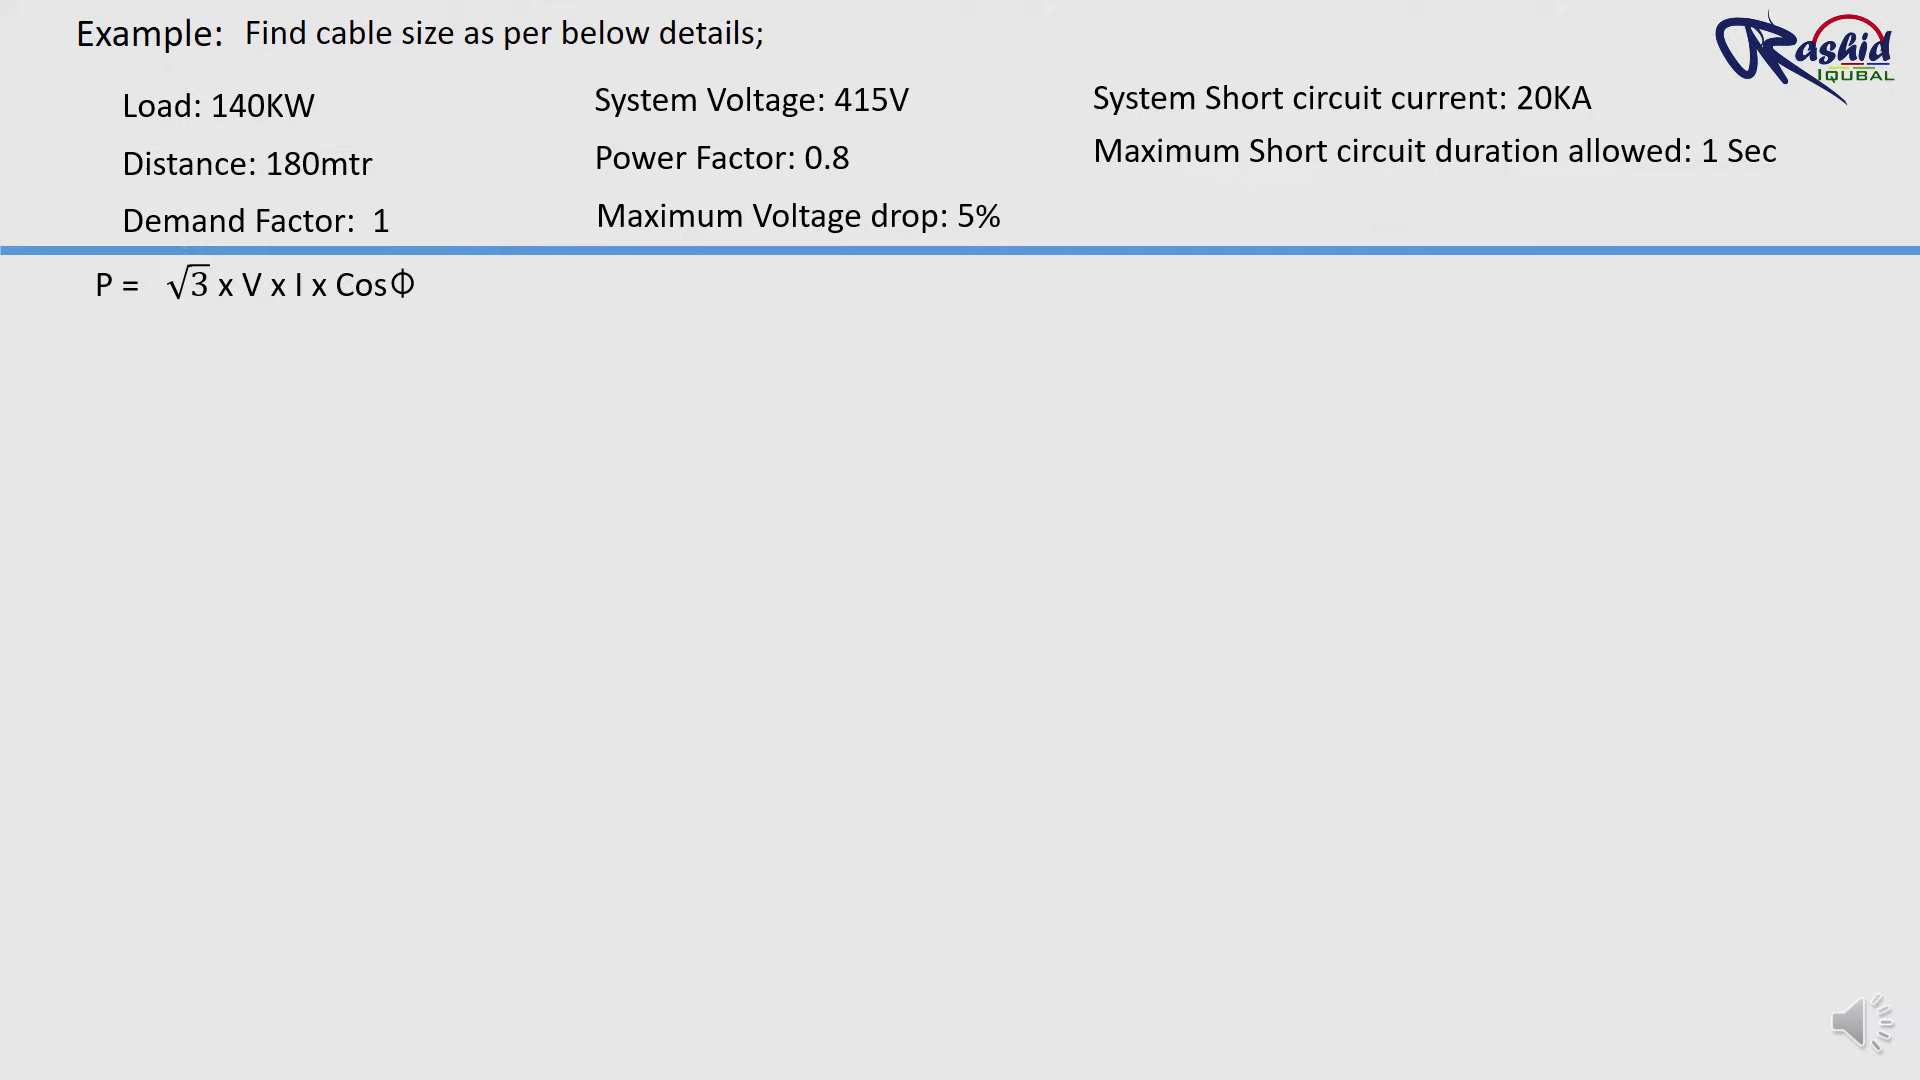 Example: Find cable size as per below details;
Rashid
IQUBAL
Load: 140KW
System Voltage: 415V
System Short circuit current: 20KA
Distance: 180mtr
Power Factor: 0.8
Maximum Short circuit duration allowed: 1 Sec
Demand Factor: 1
Maximum Voltage drop: 5%
P = √3 x V x I x CosΦ